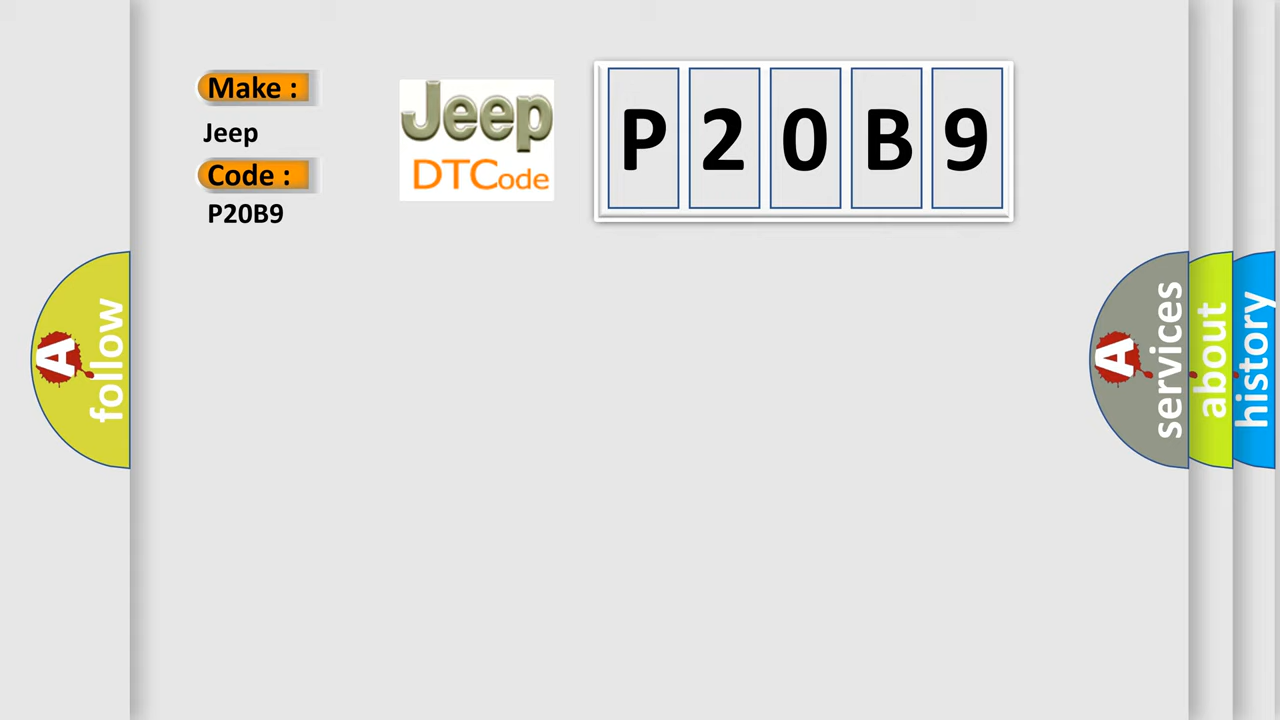 Make :
Jeep
Code :
P20B9
Jeep
DTCode
P 2 0 B 9
A follow
A services
about
history